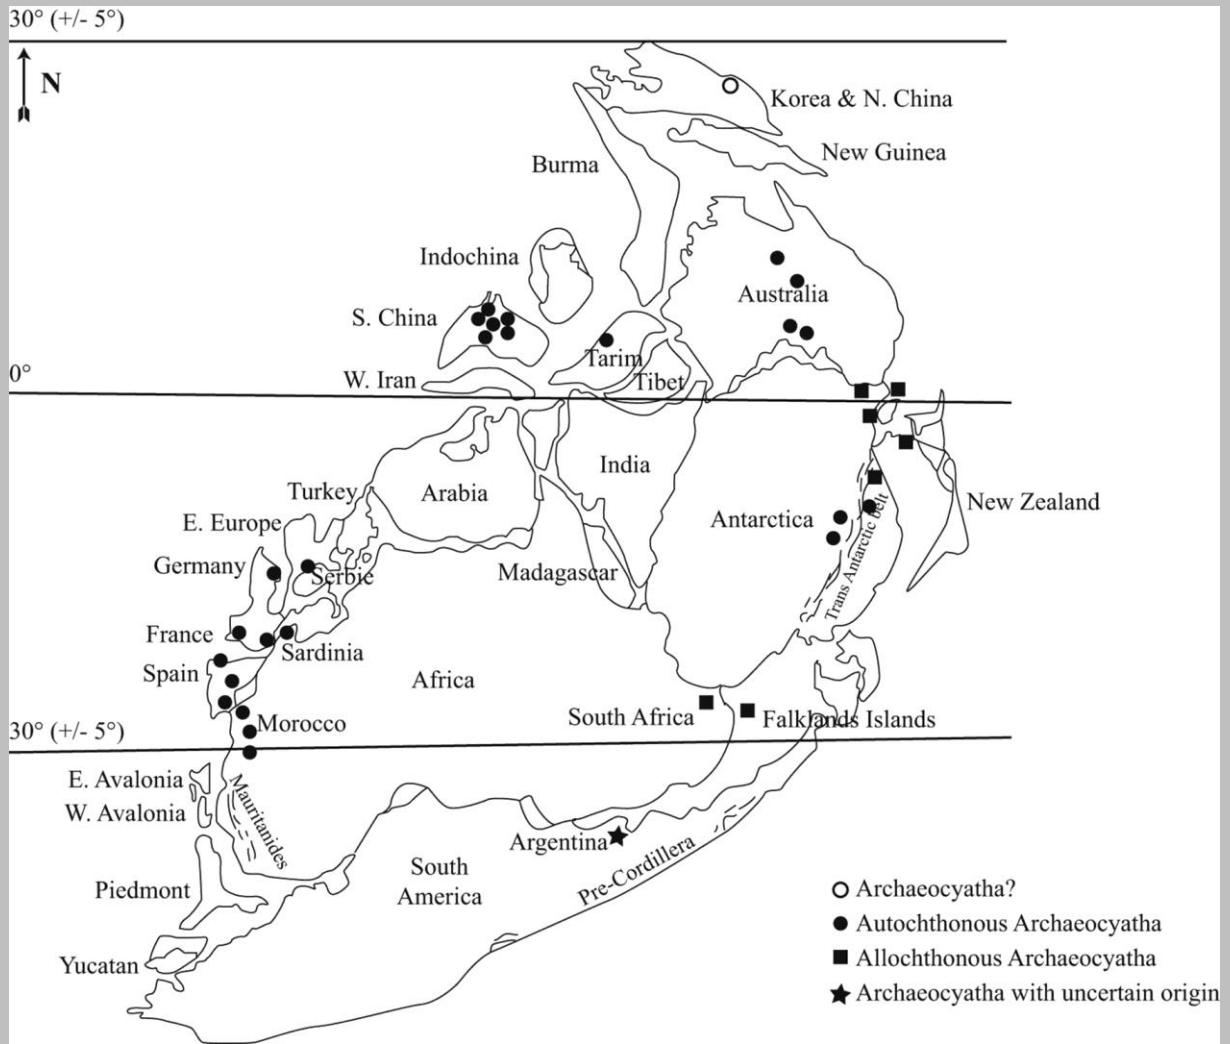 30° (+/- 5°)
N
Korea & N. China
New Guinea
Burma
Indochina
Australia
S. China
Tarim
0°
W. Iran
Tibet
India
Turkey
Arabia
New Zealand
E. Europe
Antarctica
Germany
Serbie
Madagascar
Trans Antarctic belt
France
Sardinia
Spain
Africa
South Africa
Falklands Islands
Morocco
30° (+/- 5°)
E. Avalonia
W. Avalonia
Mauritanides
Argentina
Pre-Cordillera
South
America
Piedmont
Yucatan
Archaeocyatha?
Autochthonous Archaeocyatha
Allochthonous Archaeocyatha
Archaeocyatha with uncertain origin